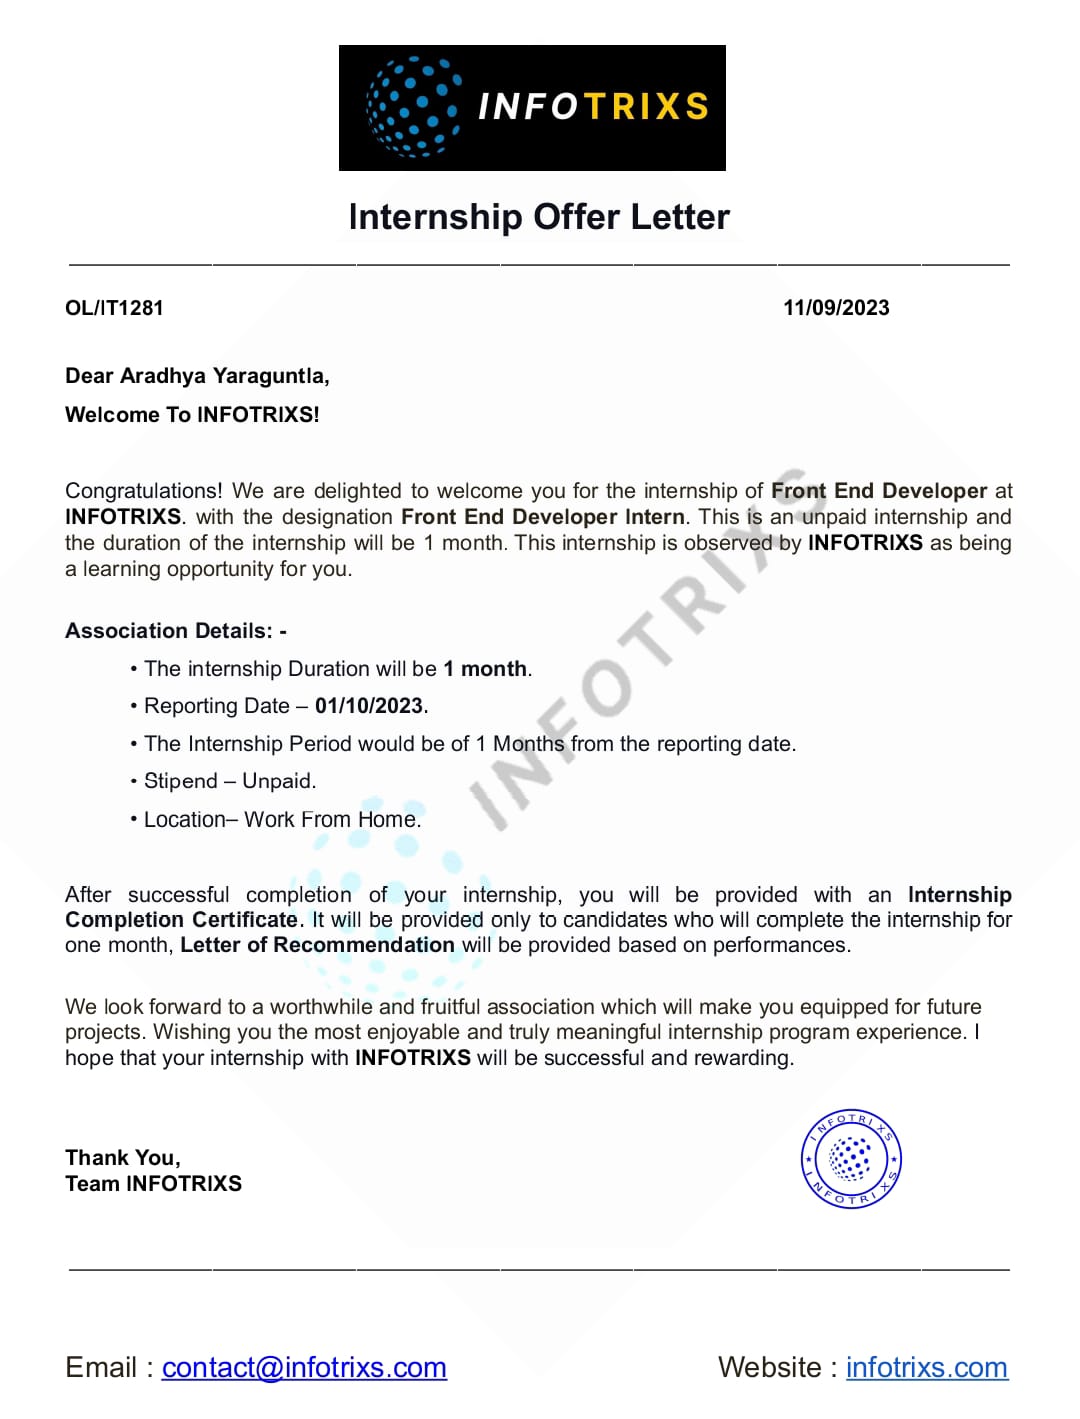 INFOTRIXS
Internship Offer Letter
OL/IT1281 11/09/2023
Dear Aradhya Yaraguntla,
Welcome To INFOTRIXS!
Congratulations! We are delighted to welcome you for the internship of Front End Developer at
INFOTRIXS. with the designation Front End Developer Intern. This is an unpaid internship and
the duration of the internship will be 1 month. This internship is observed by INFOTRIXS as being
a learning opportunity for you.
Association Details: -
• The internship Duration will be 1 month.
• Reporting Date – 01/10/2023.
• The Internship Period would be of 1 Months from the reporting date.
• Stipend – Unpaid.
• Location– Work From Home.
INFOTRIXS
After successful completion of your internship, you will be provided with an Internship
Completion Certificate. It will be provided only to candidates who will complete the internship for
one month, Letter of Recommendation will be provided based on performances.
We look forward to a worthwhile and fruitful association which will make you equipped for future
projects. Wishing you the most enjoyable and truly meaningful internship program experience. I
hope that your internship with INFOTRIXS will be successful and rewarding.
Thank You,
Team INFOTRIXS
INFOTRIXS
INFOTRIXS
Email : contact@infotrixs.com Website : infotrixs.com